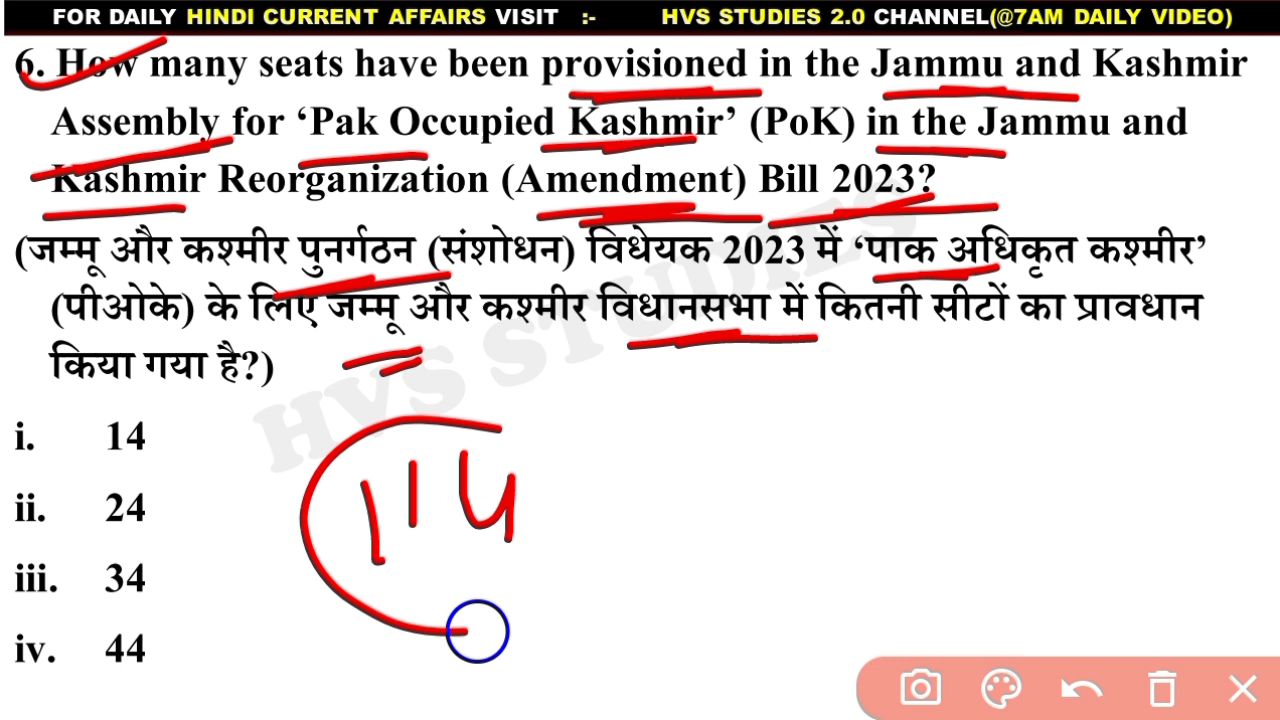 FOR DAILY HINDI CURRENT AFFAIRS VISIT :- HVS STUDIES 2.0 CHANNEL(@7AM DAILY VIDEO)
6. How many seats have been provisioned in the Jammu and Kashmir
Assembly for ‘Pak Occupied Kashmir’ (PoK) in the Jammu and
Kashmir Reorganization (Amendment) Bill 2023?
(जम्मू और कश्मीर पुनर्गठन (संशोधन) विधेयक 2023 में ‘पाक अधिकृत कश्मीर’
(पीओके) के लिए जम्मू और कश्मीर विधानसभा में कितनी सीटों का प्रावधान
किया गया है?)
HVS STUDIES
i. 14
114
ii. 24
iii. 34
iv. 44